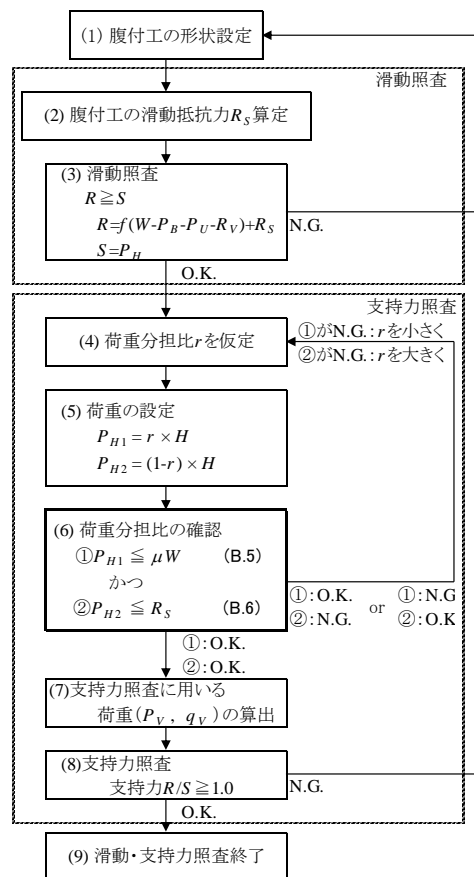 (1) 腹付工の形状設定
滑動照査
(2) 腹付工の滑動抵抗力RS算定
(3) 滑動照査
R≧S
R=f(W-PB-PU-RV)+RS
S=PH
N.G.
O.K.
支持力照査
(4) 荷重分担比rを仮定
①がN.G.:rを小さく
②がN.G.:rを大きく
(5) 荷重の設定
PH1 = r × H
PH2 = (1-r) × H
(6) 荷重分担比の確認
①PH1 ≦ μW (B.5)
かつ
②PH2 ≦ RS (B.6)
①:O.K. or ①:N.G
②:N.G. ②:O.K
①:O.K.
②:O.K.
(7)支持力照査に用いる
荷重(PV , qV )の算出
(8)支持力照査
支持力R/S≧1.0
N.G.
O.K.
(9) 滑動・支持力照査終了